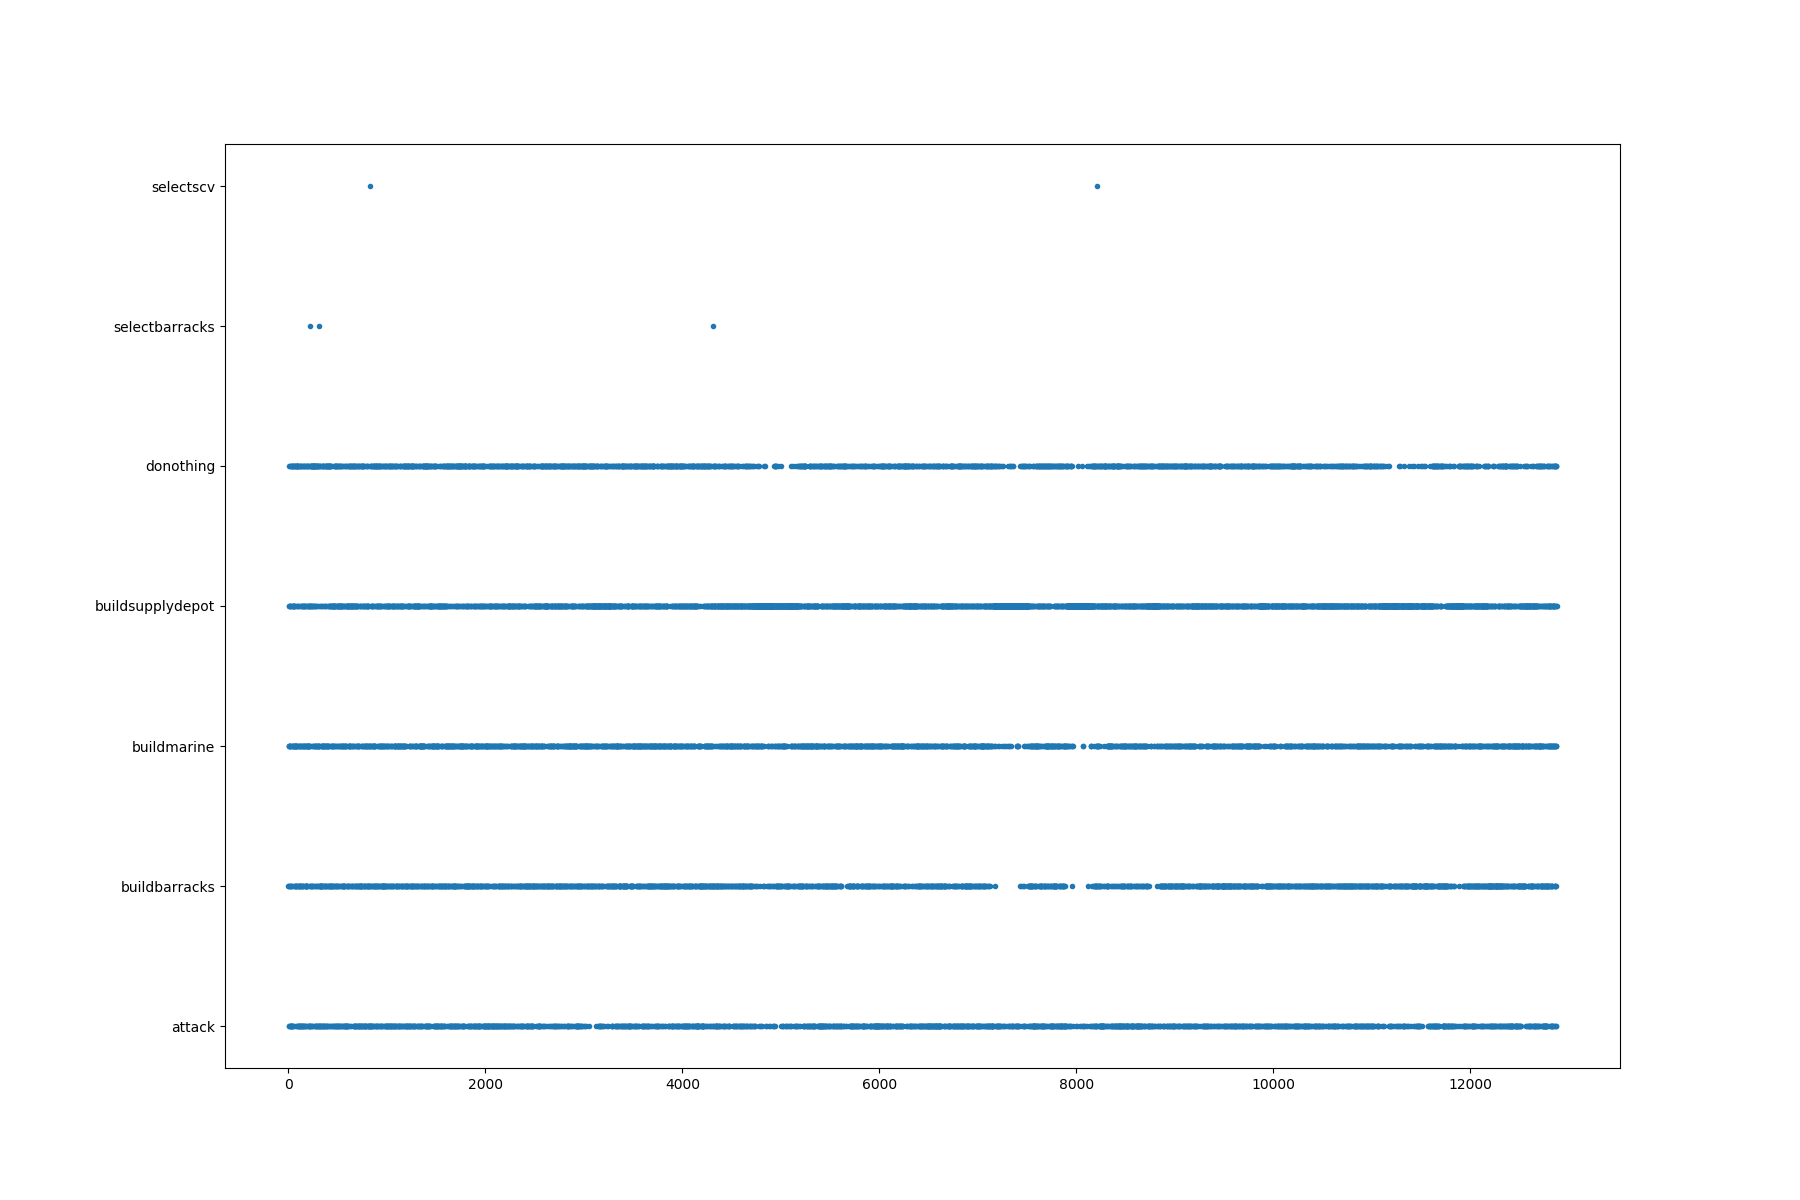 selectscv
selectbarracks
donothing
buildsupplydepot
buildmarine
buildbarracks
attack
0 2000 4000 6000 8000 10000 12000